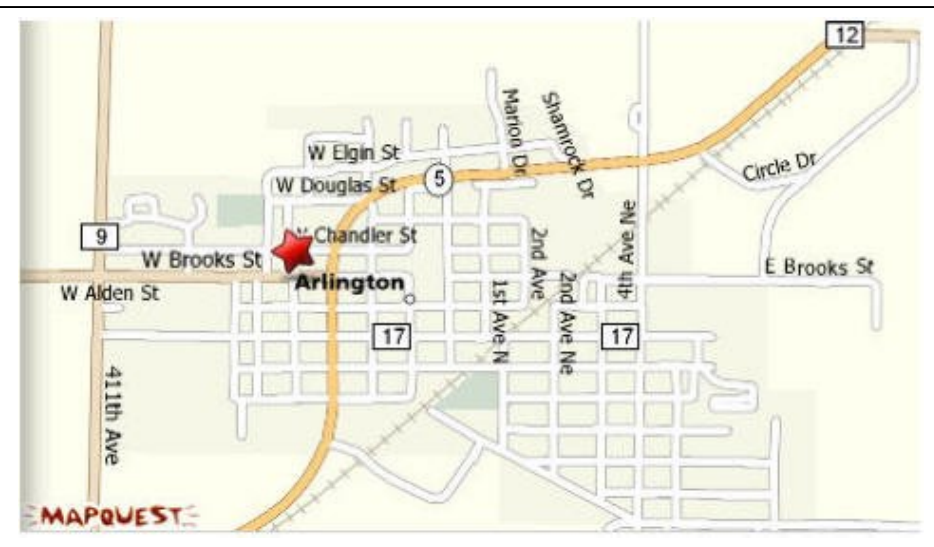 12
Marion Dr
Shamrock Dr
W Elgin St
W Douglas St
5
Circle Dr
9
W Chandler St
4th Ave Ne
W Brooks St
2nd Ave
E Brooks St
W Alden St
Arlington
1st Ave N
2nd Ave Ne
17
17
411th Ave
MAPQUEST